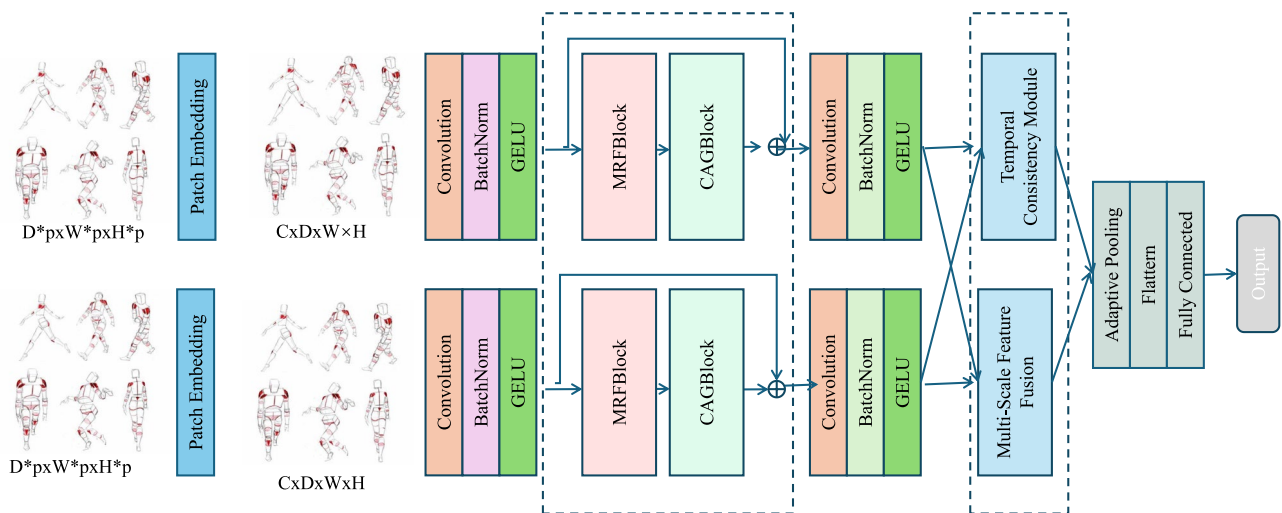 D*pxW*pxH*p
Patch Embedding
CxDxW×H
Convolution
BatchNorm
GELU
MRFBlock
CAGBlock
Convolution
BatchNorm
GELU
Temporal
Consistency Module
D*pxW*pxH*p
Patch Embedding
CxDxWxH
Convolution
BatchNorm
GELU
MRFBlock
CAGBlock
Convolution
BatchNorm
GELU
Multi-Scale Feature
Fusion
Adaptive Pooling
Flattern
Fully Connected
Output